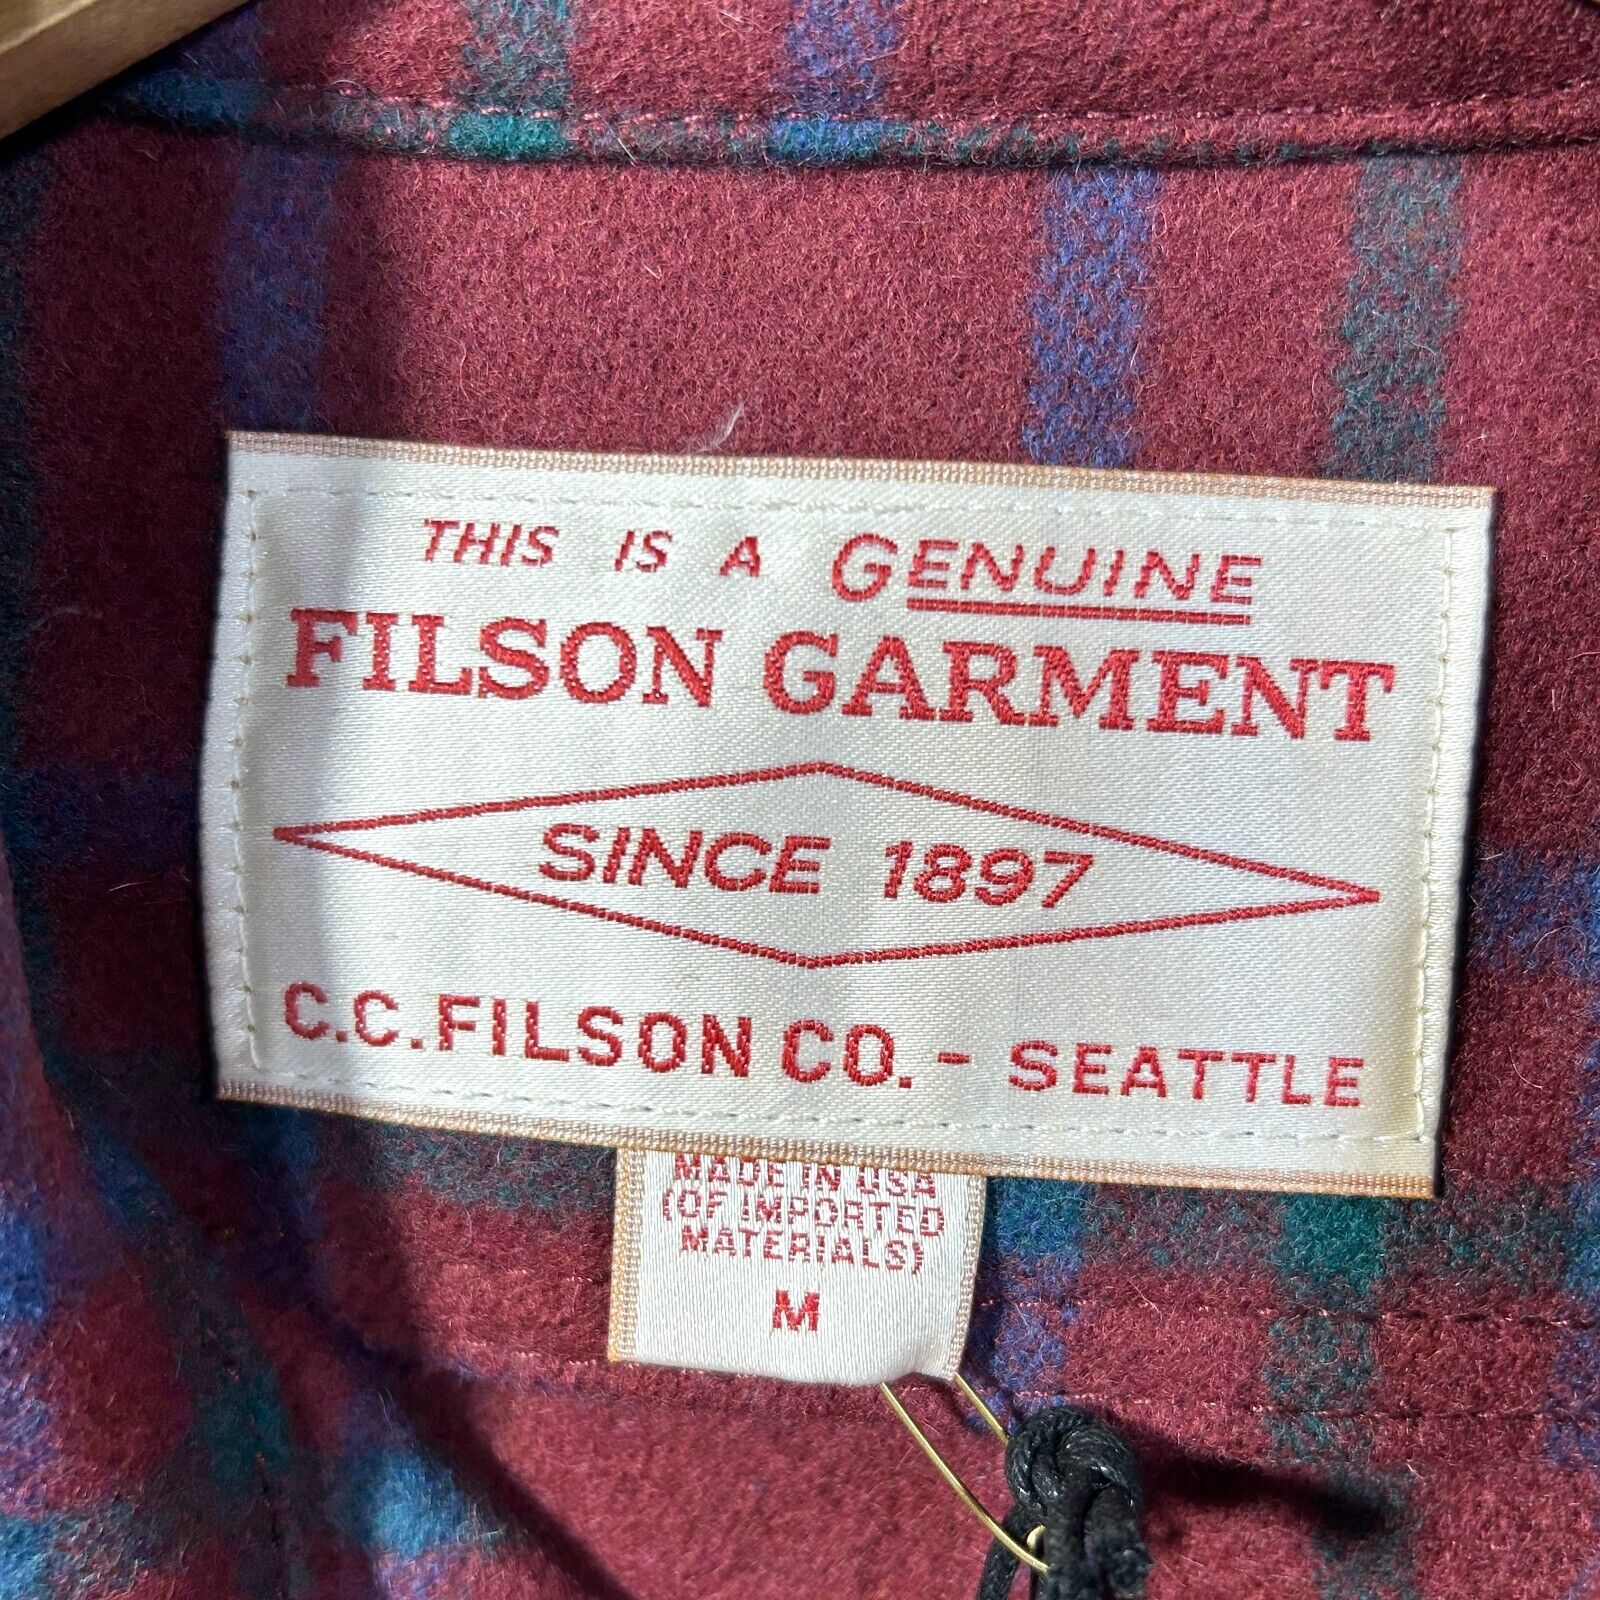 THIS IS A GENUINE
FILSON GARMENT
SINCE 1897
C.C. FILSON CO. - SEATTLE
MADE IN USA
(OF IMPORTED
MATERIALS)
M